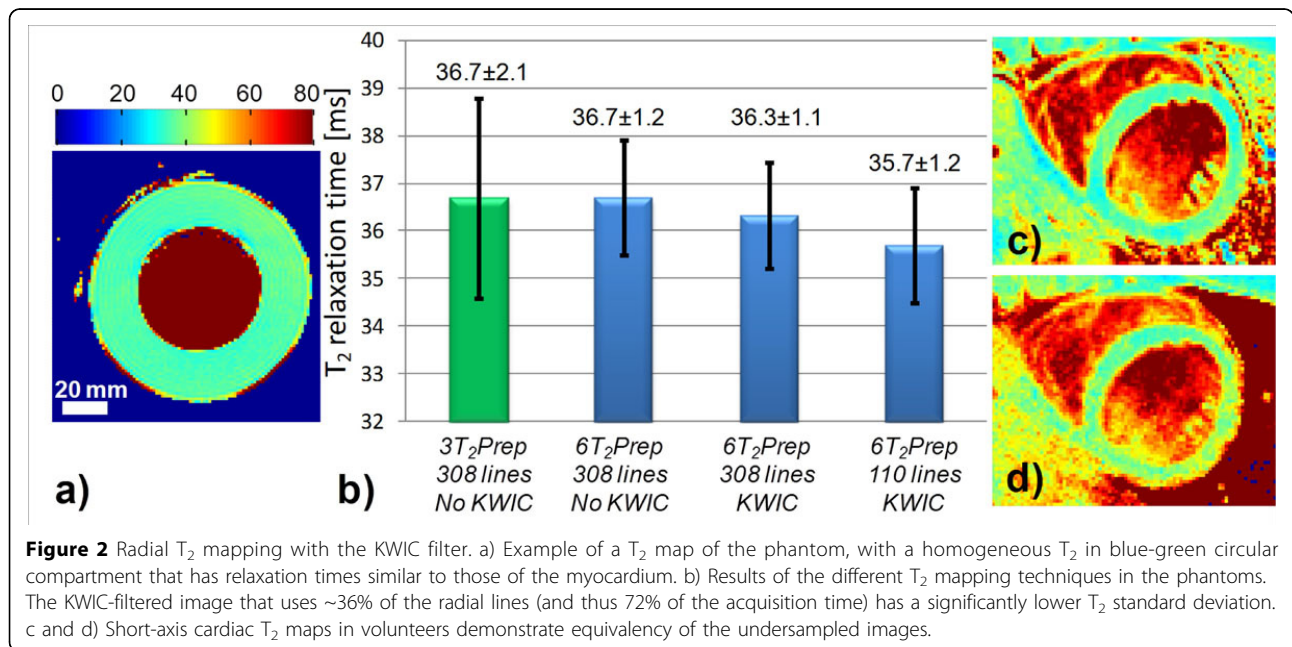 0 20 40 60 80
20 mm
a)
T₂ relaxation time [ms]
40
39
38
37
36
35
34
33
32
36.7±2.1
36.7±1.2
36.3±1.1
35.7±1.2
3T₂Prep
308 lines
No KWIC
6T₂Prep
308 lines
No KWIC
6T₂Prep
308 lines
KWIC
6T₂Prep
110 lines
KWIC
b)
c)
d)
Figure 2 Radial T₂ mapping with the KWIC filter. a) Example of a T₂ map of the phantom, with a homogeneous T₂ in blue-green circular
compartment that has relaxation times similar to those of the myocardium. b) Results of the different T₂ mapping techniques in the phantoms.
The KWIC-filtered image that uses ~36% of the radial lines (and thus 72% of the acquisition time) has a significantly lower T₂ standard deviation.
c and d) Short-axis cardiac T₂ maps in volunteers demonstrate equivalency of the undersampled images.